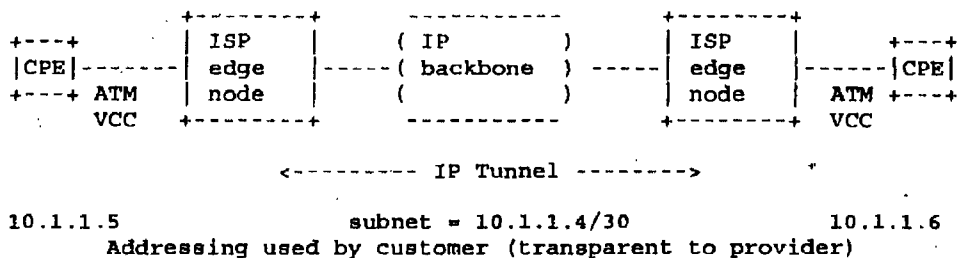 +--------+      -----------      +--------+
+---+   | ISP    |     ( IP        )     | ISP    |   +---+
|CPE|-------| edge   |-----( backbone  ) -----| edge   |------|CPE|
+---+ ATM | node   |     (           )     | node   |  ATM +---+
VCC +--------+      -----------      +--------+  VCC
<--------- IP Tunnel -------->
10.1.1.5 subnet = 10.1.1.4/30 10.1.1.6
Addressing used by customer (transparent to provider)